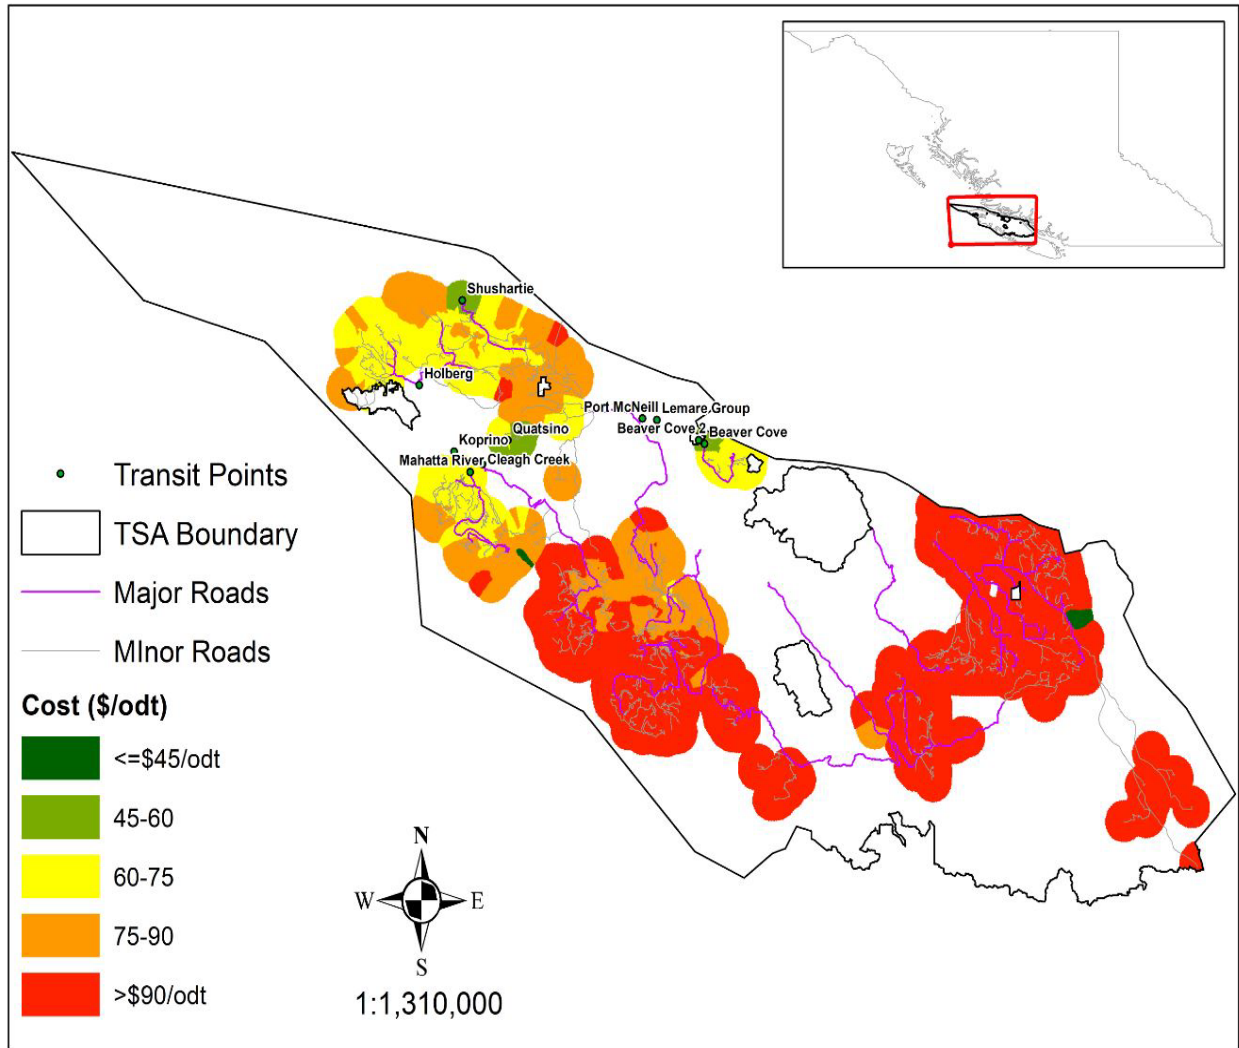 Shushartie
Holberg
Port McNeill
Lemare Group
Quatsino
Beaver Cove 2
Beaver Cove
Koprino
Mahatta River
Cleagh Creek
Transit Points
TSA Boundary
Major Roads
MInor Roads
Cost ($/odt)
<=$45/odt
45-60
60-75
75-90
>$90/odt
N
W
E
S
1:1,310,000